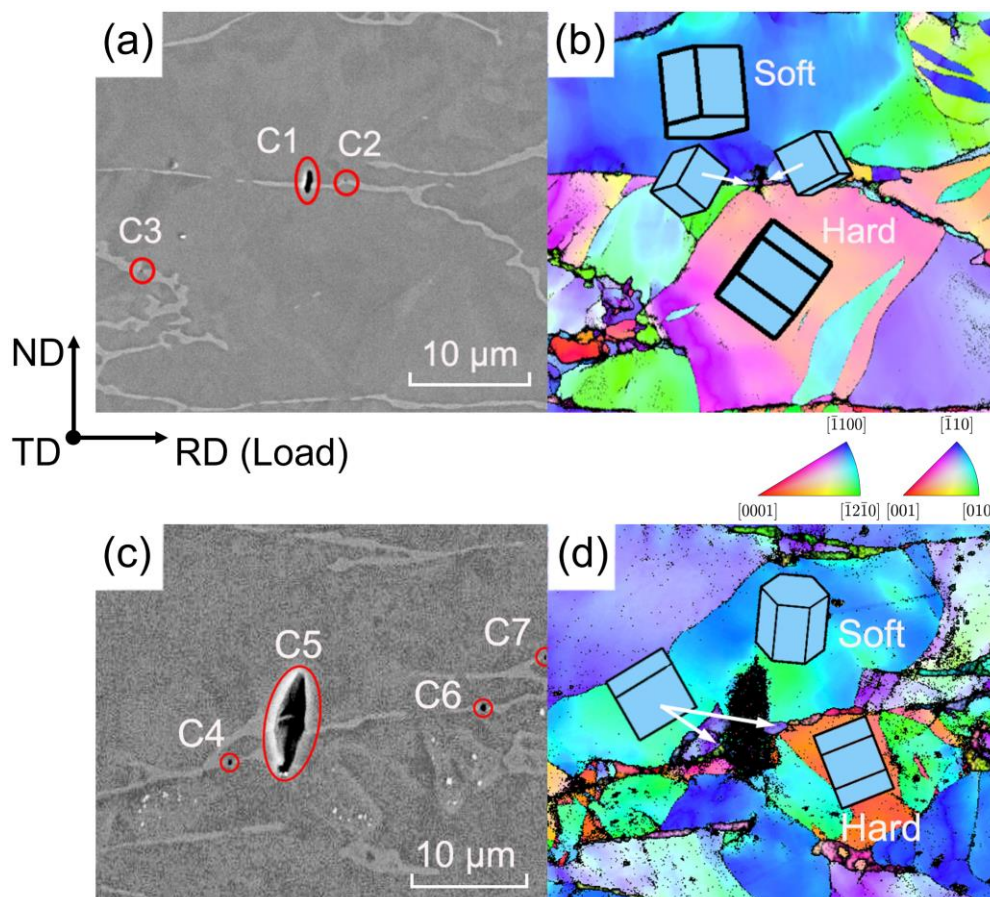 (a)
(b)
Soft
C1
C2
C3
Hard
10 µm
ND
TD
RD (Load)
[1̄100]
[1̄10]
[0001]
[1̄21̄0]
[001]
[010]
(c)
(d)
C5
C7
Soft
C6
C4
10 µm
Hard